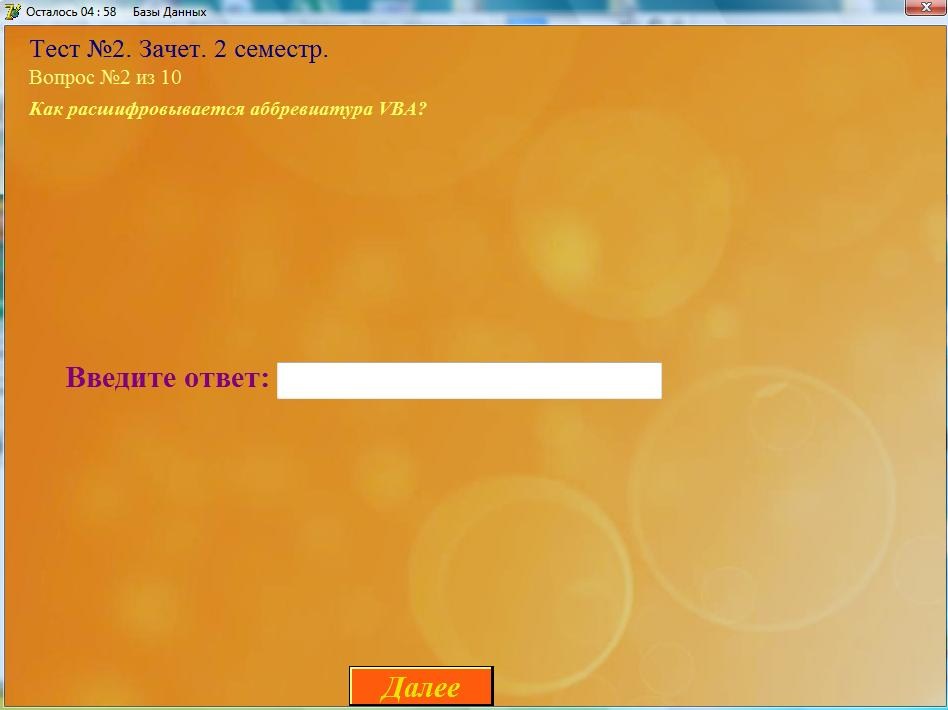 Осталось 04 : 58 Базы Данных
Тест №2. Зачет. 2 семестр.
Вопрос №2 из 10
Как расшифровывается аббревиатура VBA?
Введите ответ:
Далее